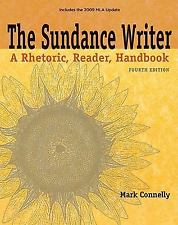 Includes the 2009 MLA Update
The Sundance Writer
A Rhetoric, Reader, Handbook
FOURTH EDITION
Mark Connelly